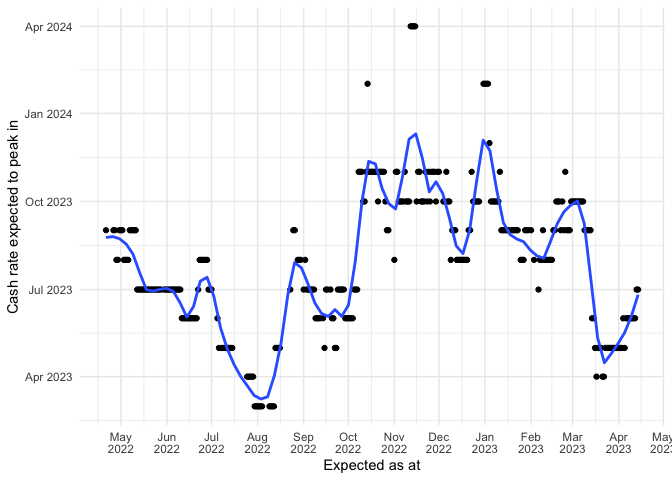 Cash rate expected to peak in
Apr 2024
Jan 2024
Oct 2023
Jul 2023
Apr 2023
May Jun Jul Aug Sep Oct Nov Dec Jan Feb Mar Apr May
2022 2022 2022 2022 2022 2022 2022 2022 2023 2023 2023 2023 2023
Expected as at